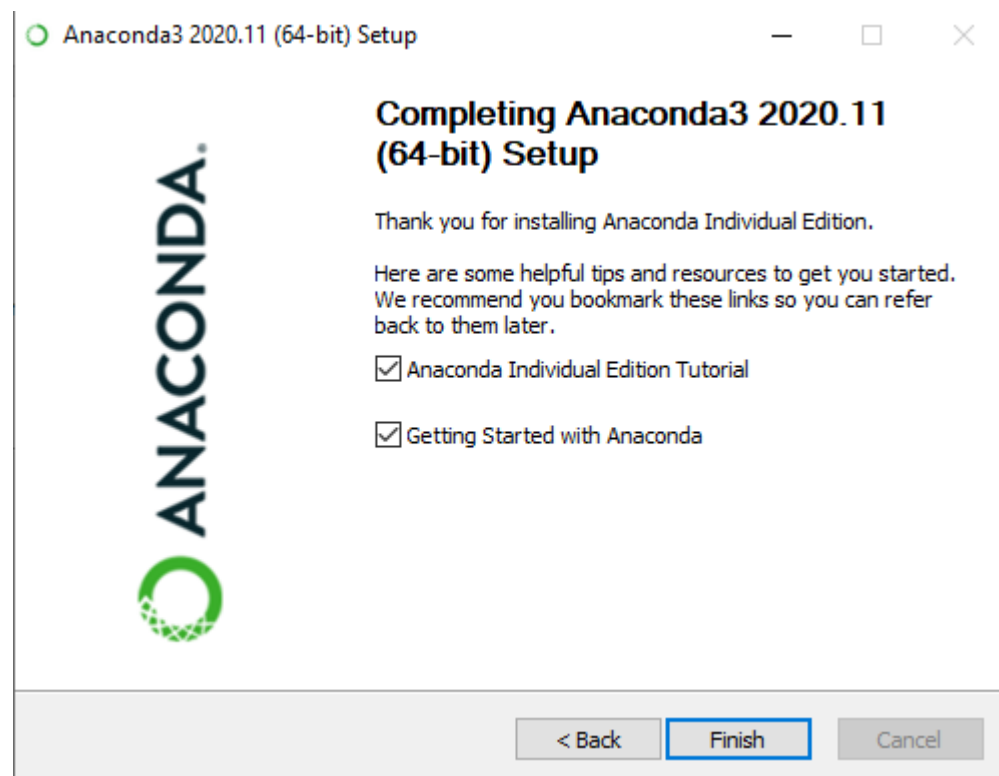 Anaconda3 2020.11 (64-bit) Setup
Completing Anaconda3 2020.11
(64-bit) Setup
Thank you for installing Anaconda Individual Edition.
Here are some helpful tips and resources to get you started.
We recommend you bookmark these links so you can refer
back to them later.
Anaconda Individual Edition Tutorial
Getting Started with Anaconda
ANACONDA.
< Back
Finish
Cancel